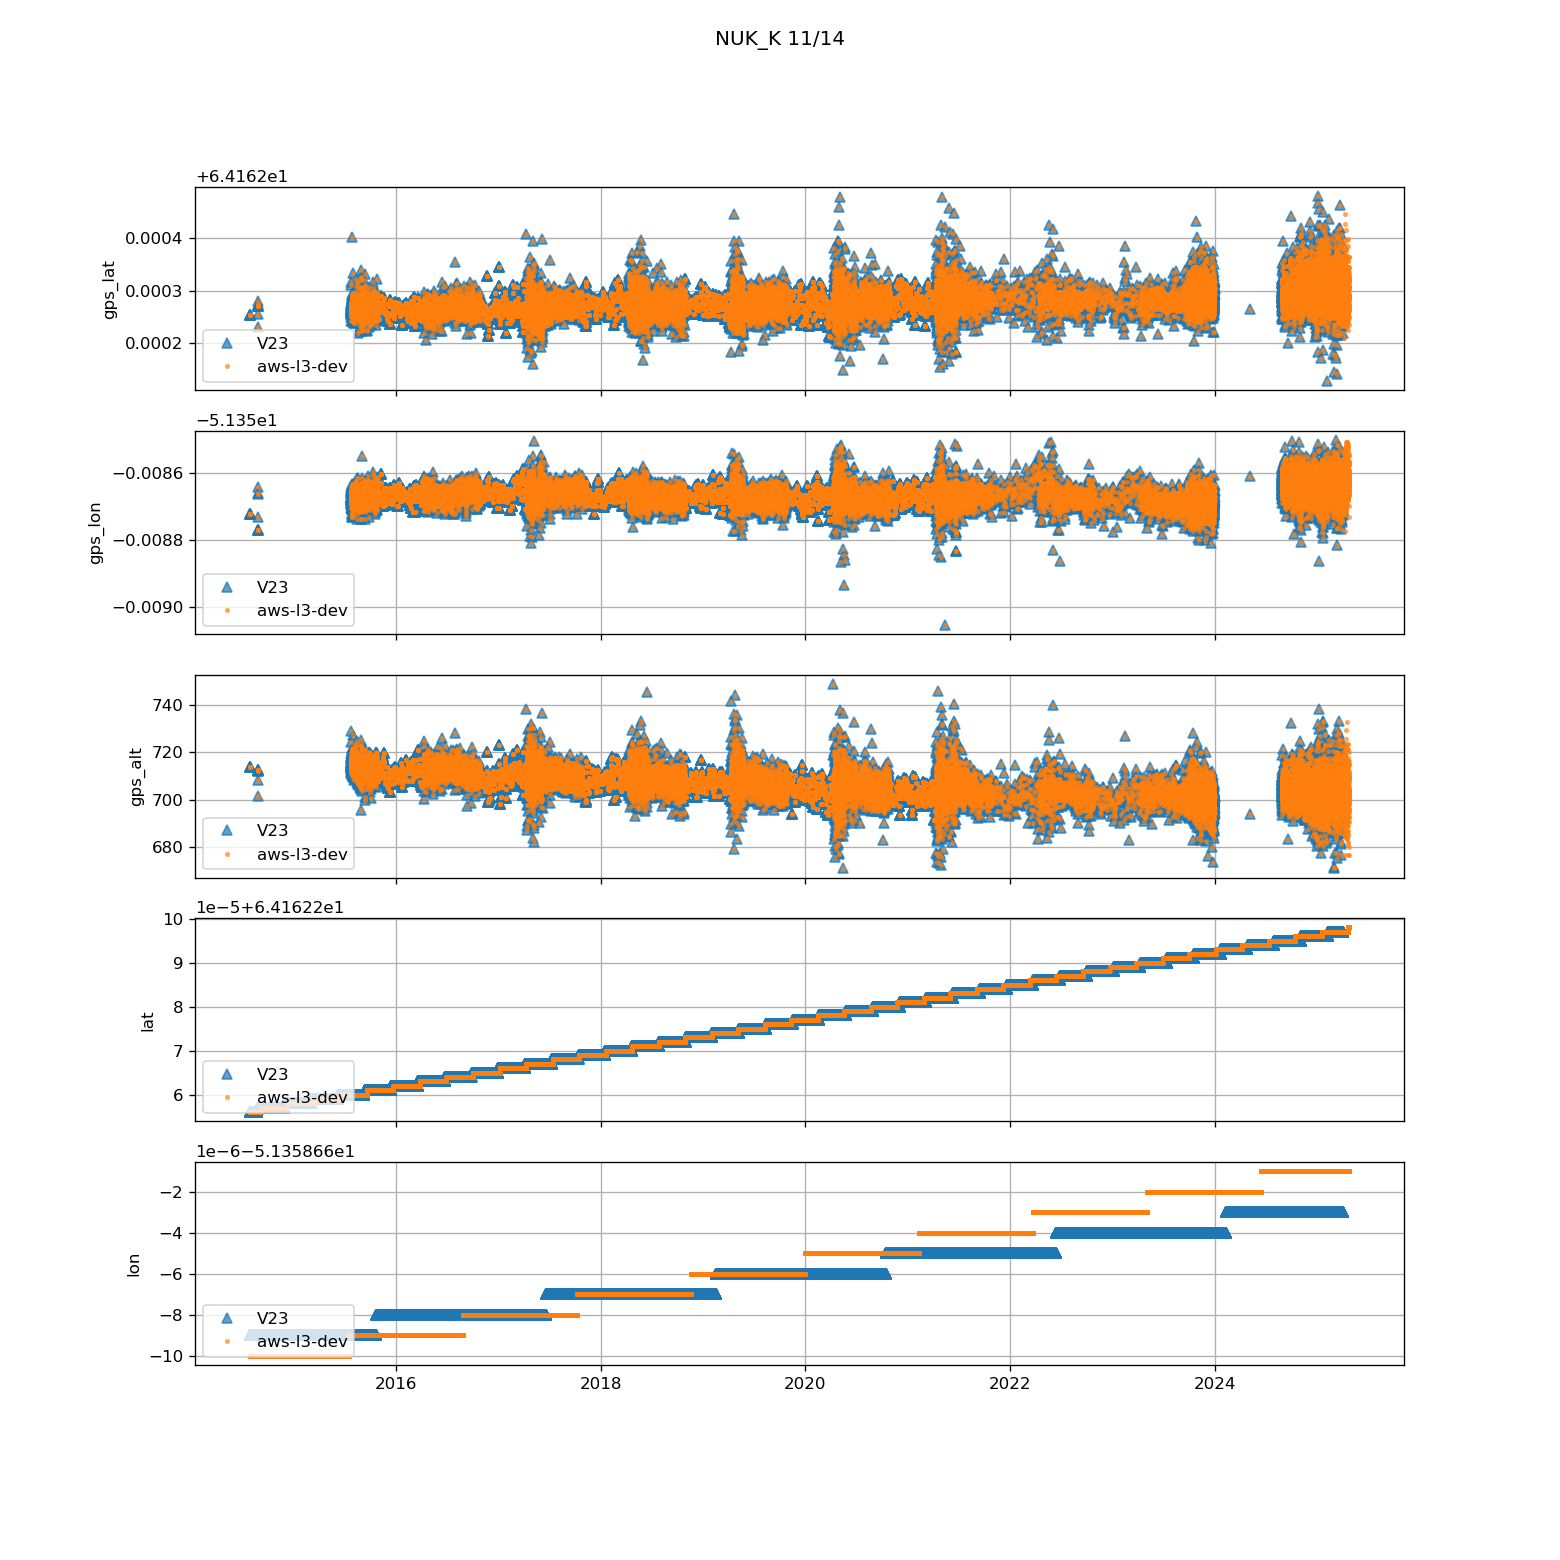 NUK_K 11/14
+6.4162e1
0.0004
0.0003
0.0002
gps_lat
V23
aws-l3-dev
−5.135e1
−0.0086
−0.0088
−0.0090
gps_lon
V23
aws-l3-dev
740
720
700
680
gps_alt
V23
aws-l3-dev
1e−5+6.41622e1
10
9
8
7
6
lat
V23
aws-l3-dev
1e−6−5.135866e1
−2
−4
−6
−8
−10
lon
V23
aws-l3-dev
2016 2018 2020 2022 2024